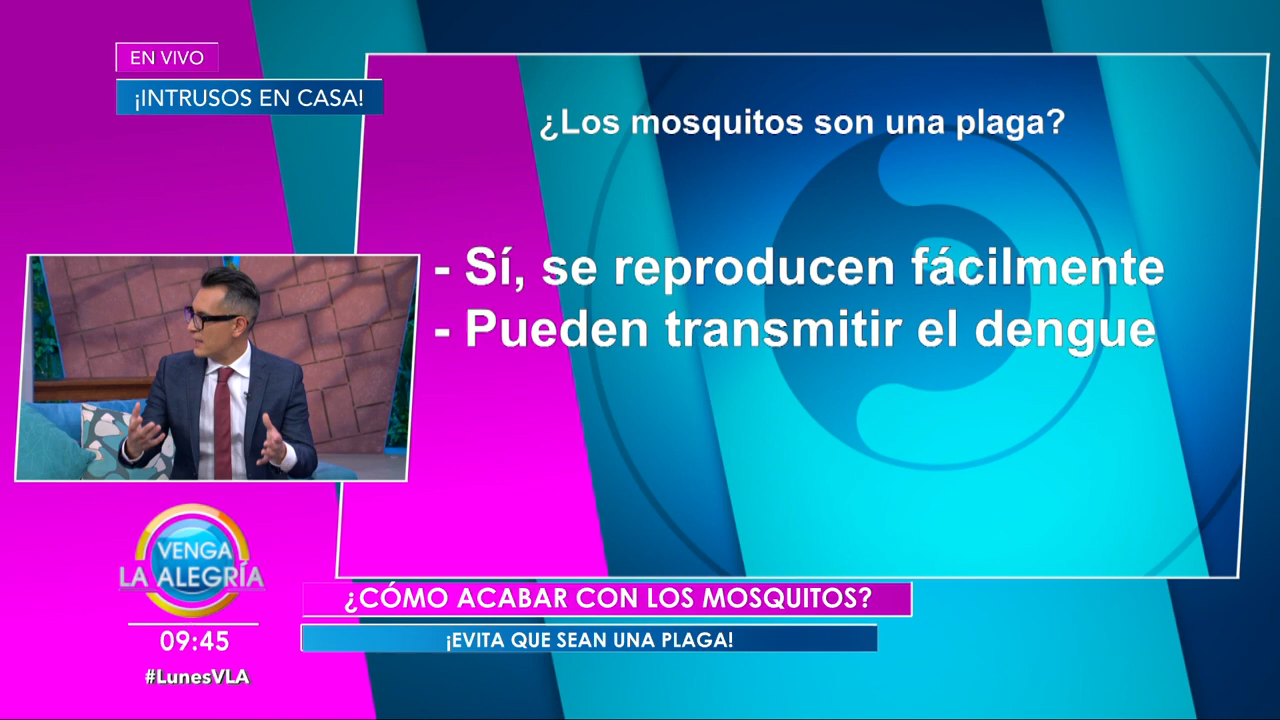 EN VIVO
¡INTRUSOS EN CASA!
¿Los mosquitos son una plaga?
- Sí, se reproducen fácilmente
- Pueden transmitir el dengue
VENGA
LA ALEGRÍA
09:45
#LunesVLA
¿CÓMO ACABAR CON LOS MOSQUITOS?
¡EVITA QUE SEAN UNA PLAGA!